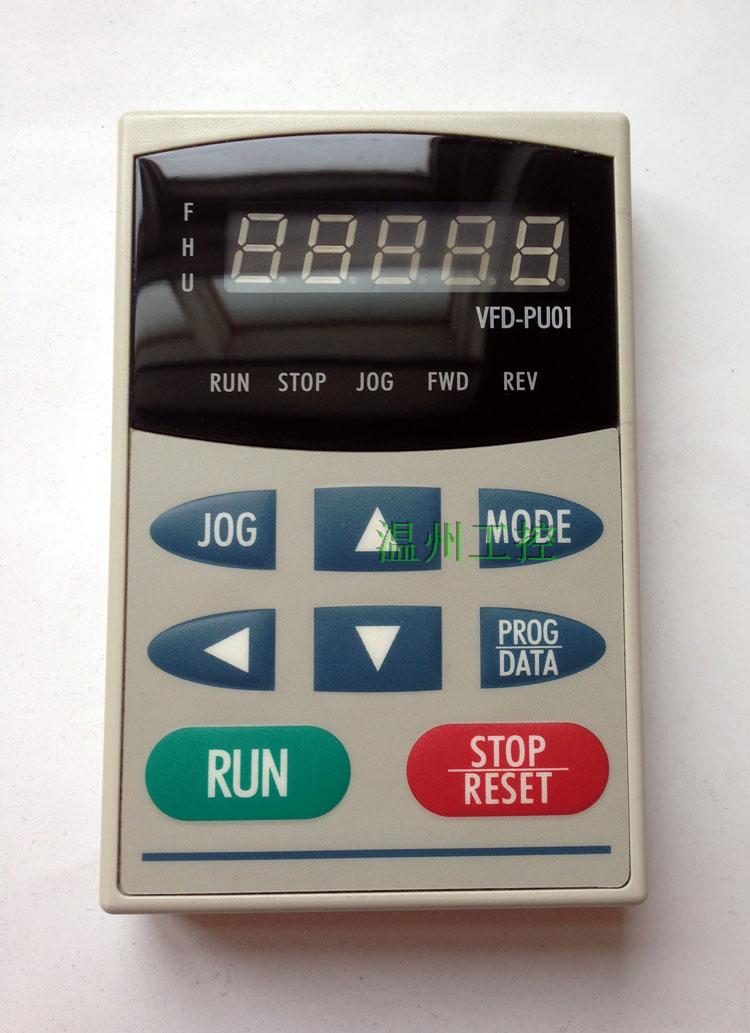 F
H
U
VFD-PU01
RUN STOP JOG FWD REV
JOG
MODE
温州工控
PROG
DATA
RUN
STOP
RESET